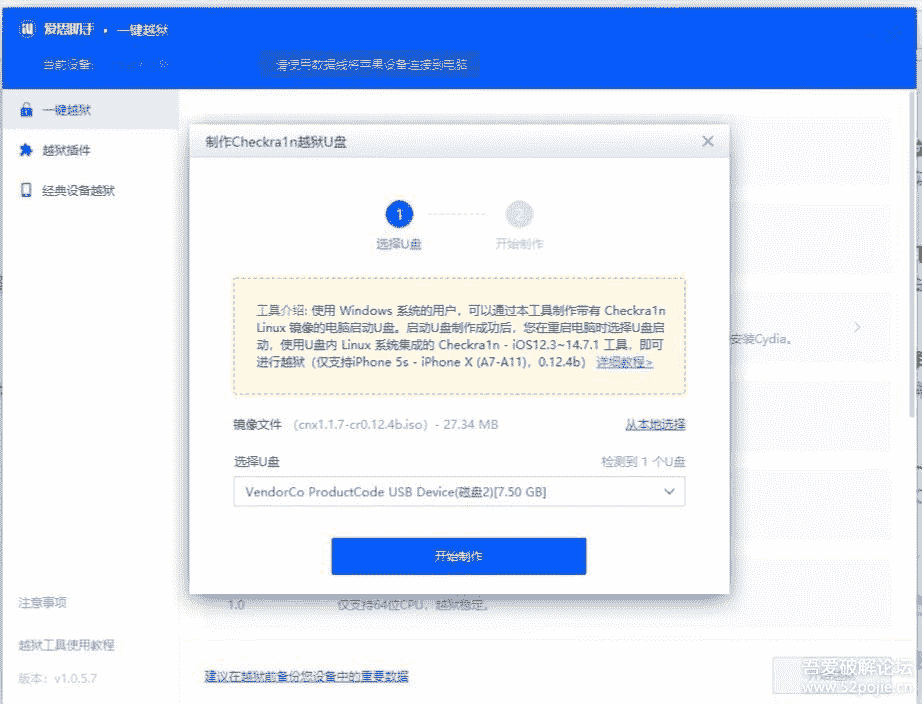 爱思助手 · 一键越狱
当前设备:
请使用数据线将苹果设备连接到电脑
一键越狱
越狱插件
经典设备越狱
制作Checkra1n越狱U盘
1
2
选择U盘
开始制作
工具介绍: 使用 Windows 系统的用户，可以通过本工具制作带有 Checkra1n
Linux 镜像的电脑启动U盘。启动U盘制作成功后，您在重启电脑时选择U盘启
动，使用U盘内 Linux 系统集成的 Checkra1n - iOS12.3~14.7.1 工具，即可
进行越狱（仅支持iPhone 5s - iPhone X (A7-A11)，0.12.4b） 详细教程>
安装Cydia。
镜像文件 （cnx1.1.7-cr0.12.4b.iso）- 27.34 MB
从本地选择
选择U盘
检测到 1 个U盘
VendorCo ProductCode USB Device(磁盘2)[7.50 GB]
开始制作
1.0
仅支持64位CPU，越狱稳定。
注意事项
越狱工具使用教程
版本：v1.0.5.7
建议在越狱前备份您设备中的重要数据
吾爱破解论坛
www.52pojie.cn